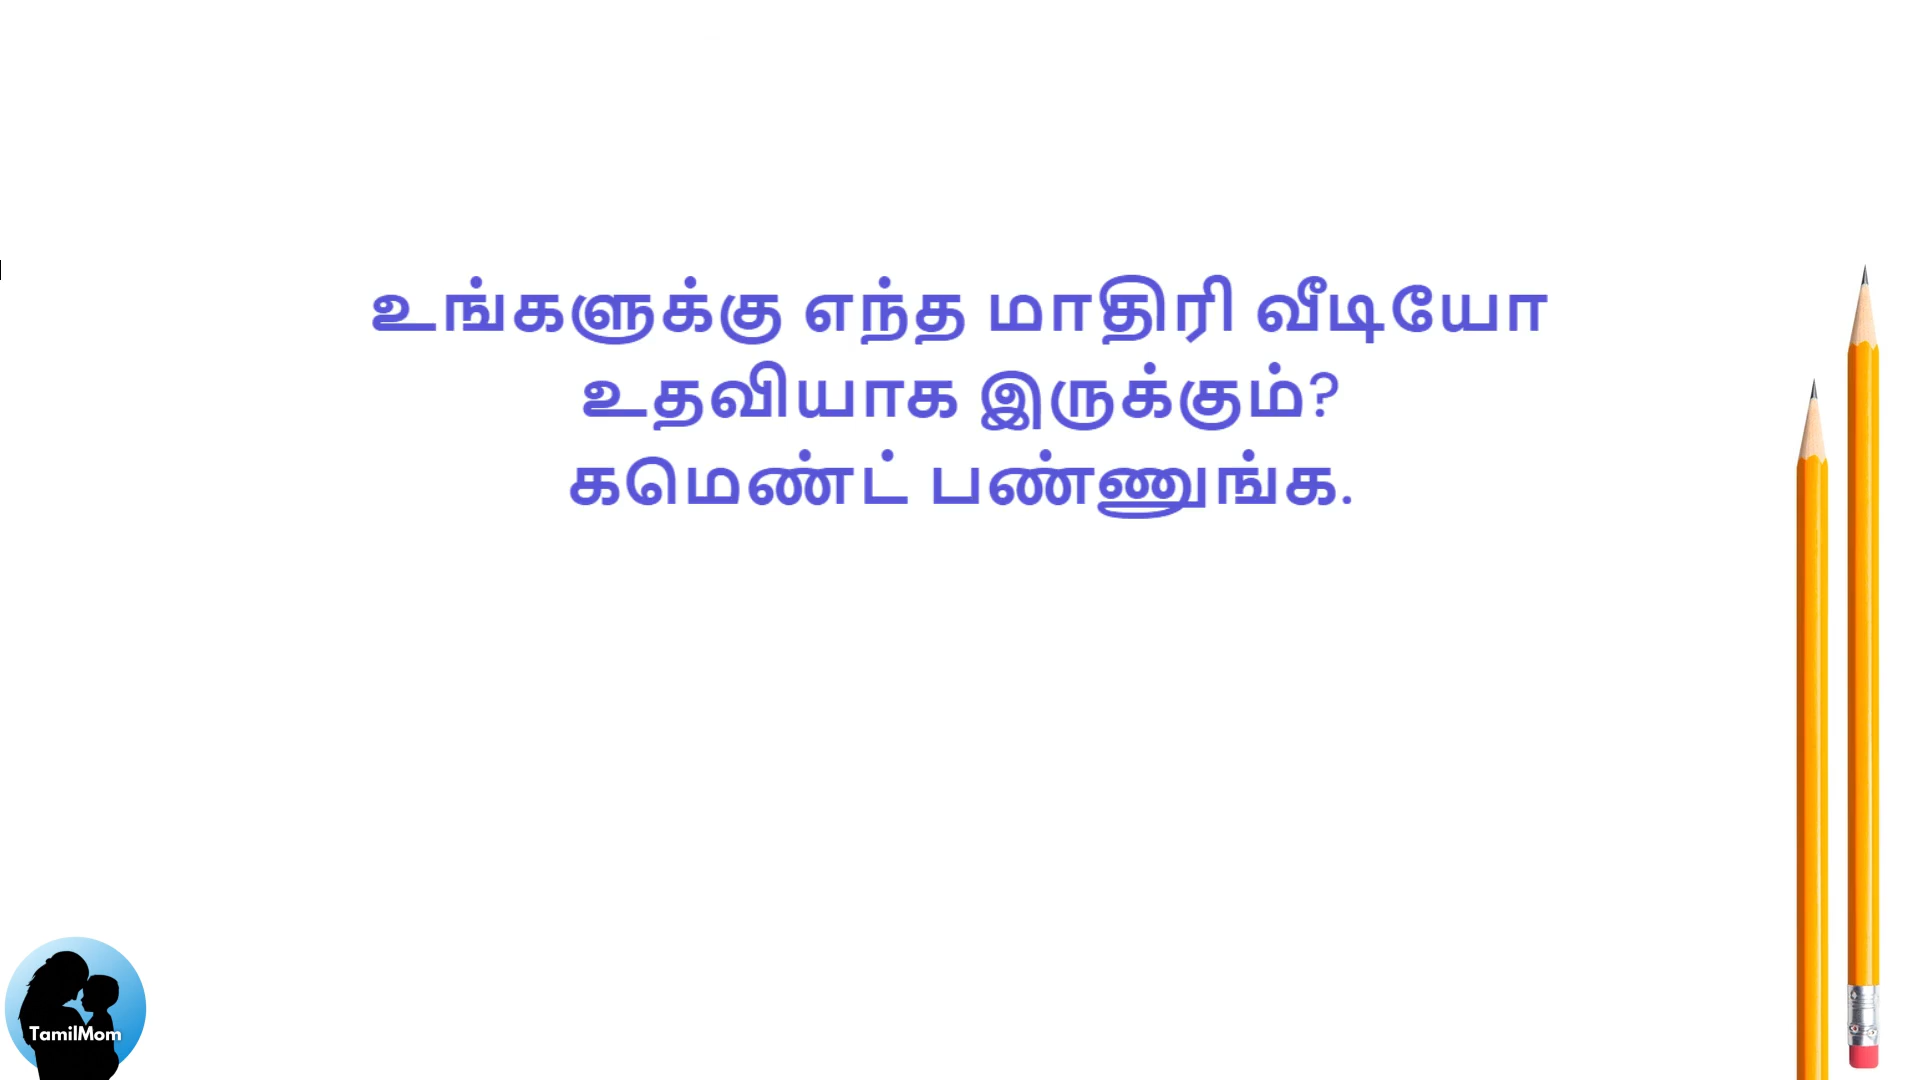 உங்களுக்கு எந்த மாதிரி வீடியோ
உதவியாக இருக்கும்?
கமெண்ட் பண்ணுங்க.
TamilMom